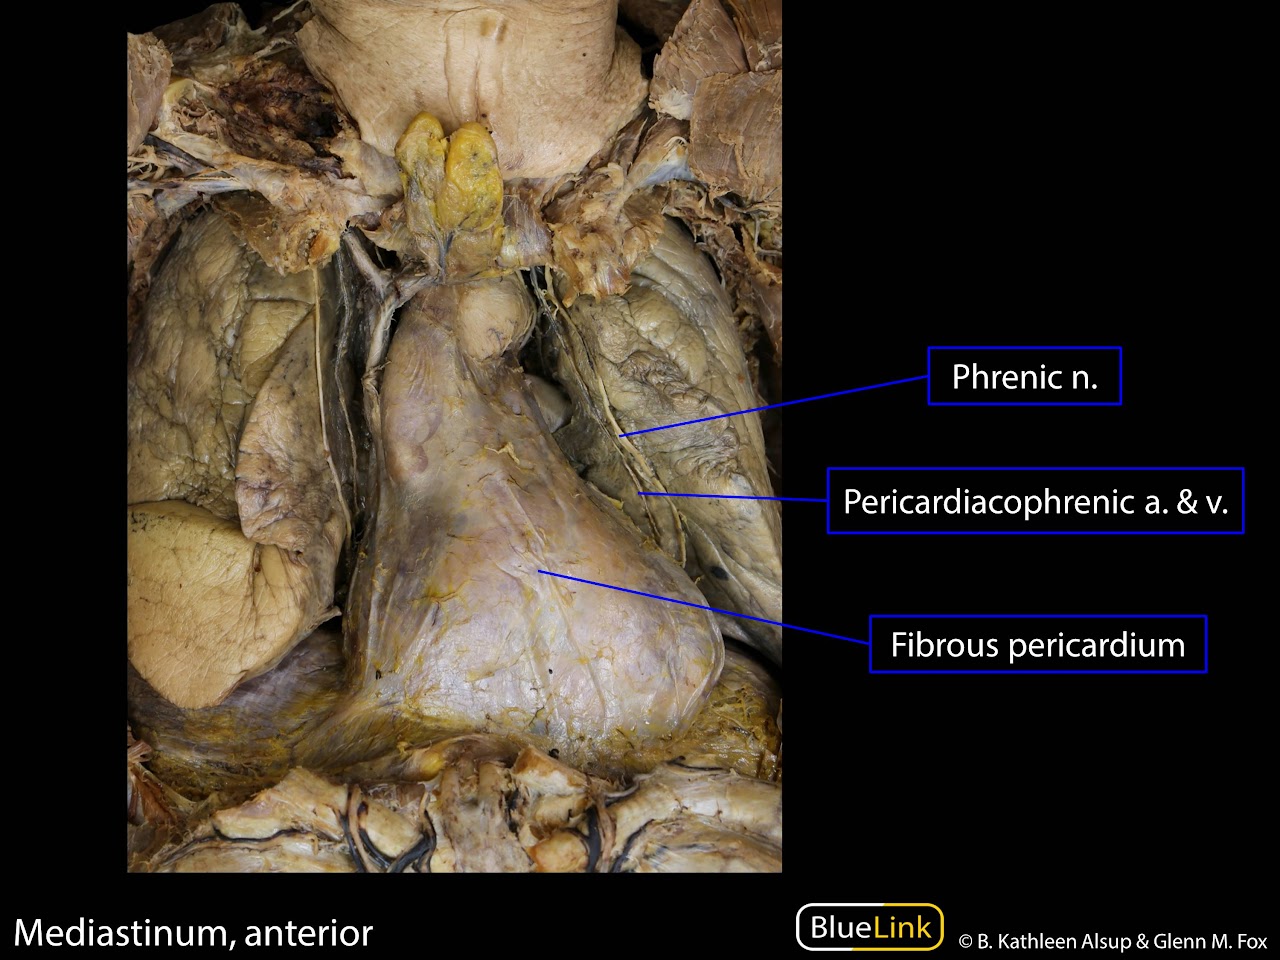 Phrenic n.
Pericardiacophrenic a. & v.
Fibrous pericardium
Mediastinum, anterior
BlueLink
© B. Kathleen Alsup & Glenn M. Fox